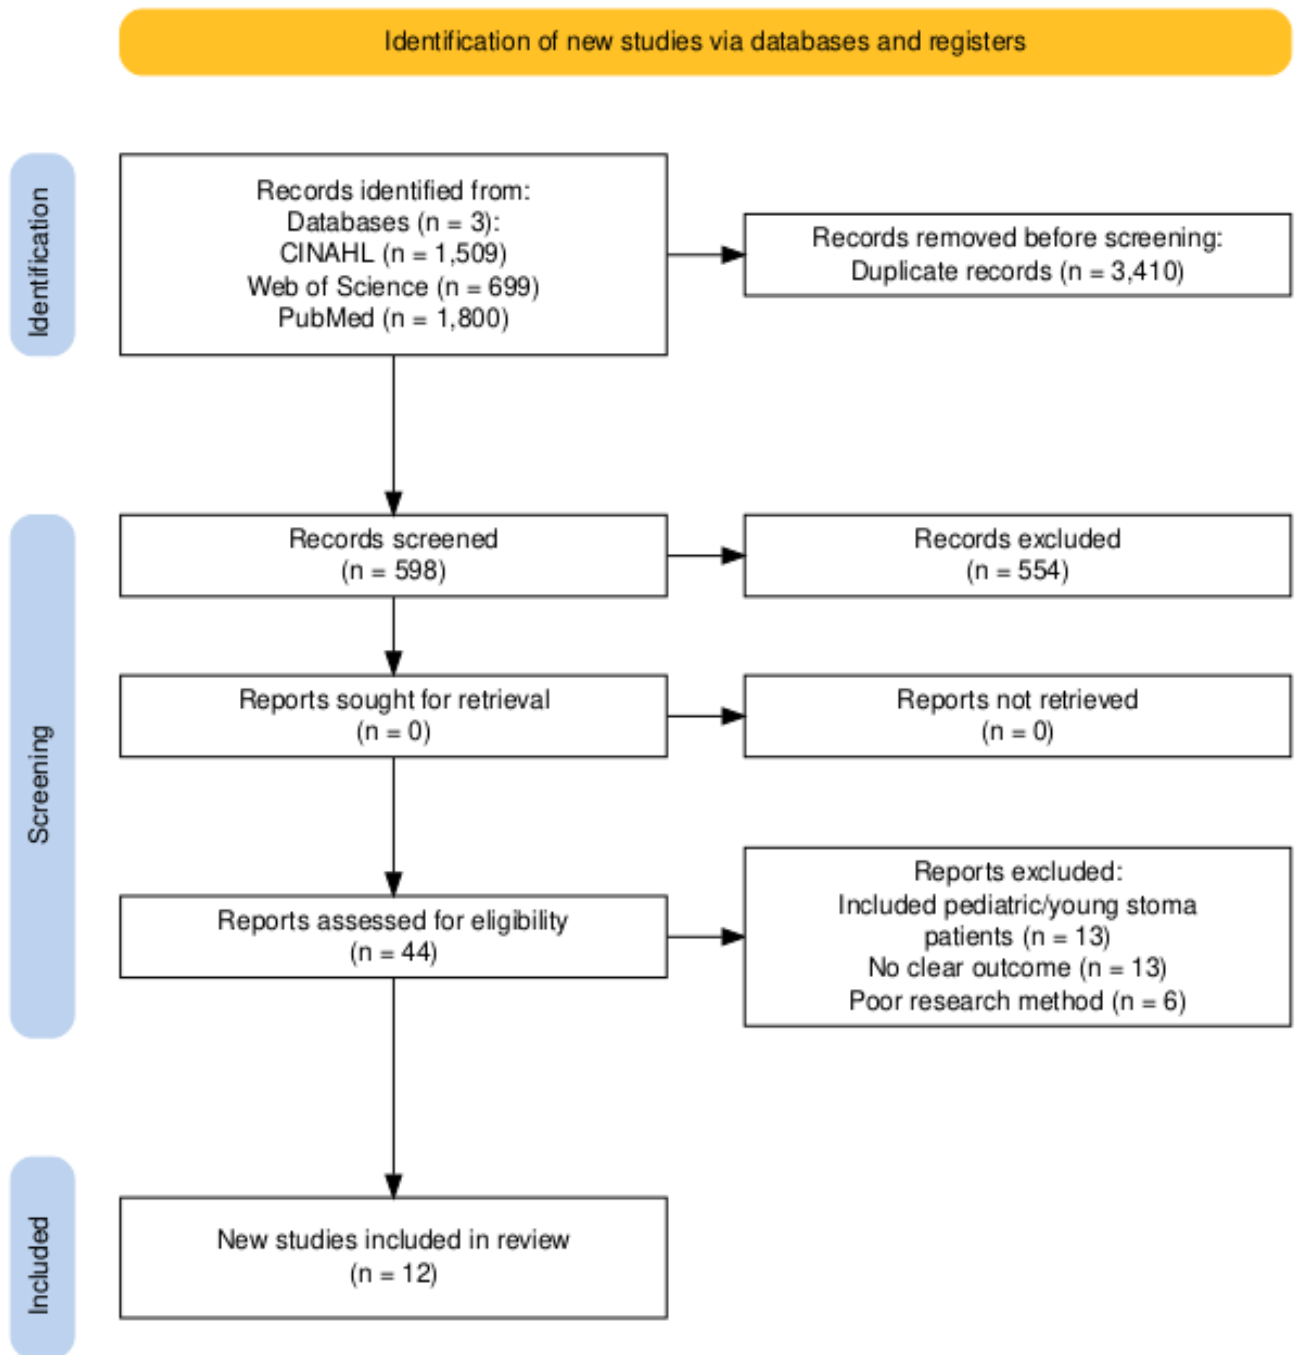 Identification of new studies via databases and registers
Identification
Records identified from:
Databases (n = 3):
CINAHL (n = 1,509)
Web of Science (n = 699)
PubMed (n = 1,800)
Records removed before screening:
Duplicate records (n = 3,410)
Screening
Records screened
(n = 598)
Records excluded
(n = 554)
Reports sought for retrieval
(n = 0)
Reports not retrieved
(n = 0)
Reports assessed for eligibility
(n = 44)
Reports excluded:
Included pediatric/young stoma
patients (n = 13)
No clear outcome (n = 13)
Poor research method (n = 6)
Included
New studies included in review
(n = 12)